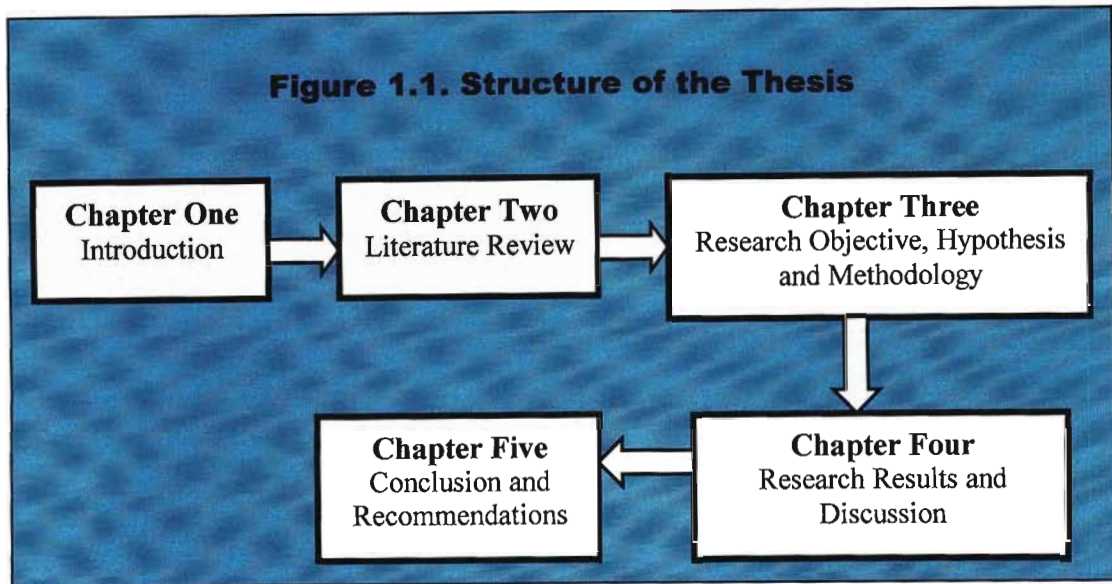 Figure 1.1. Structure of the Thesis
Chapter One
Introduction
Chapter Two
Literature Review
Chapter Three
Research Objective, Hypothesis
and Methodology
Chapter Four
Research Results and
Discussion
Chapter Five
Conclusion and
Recommendations